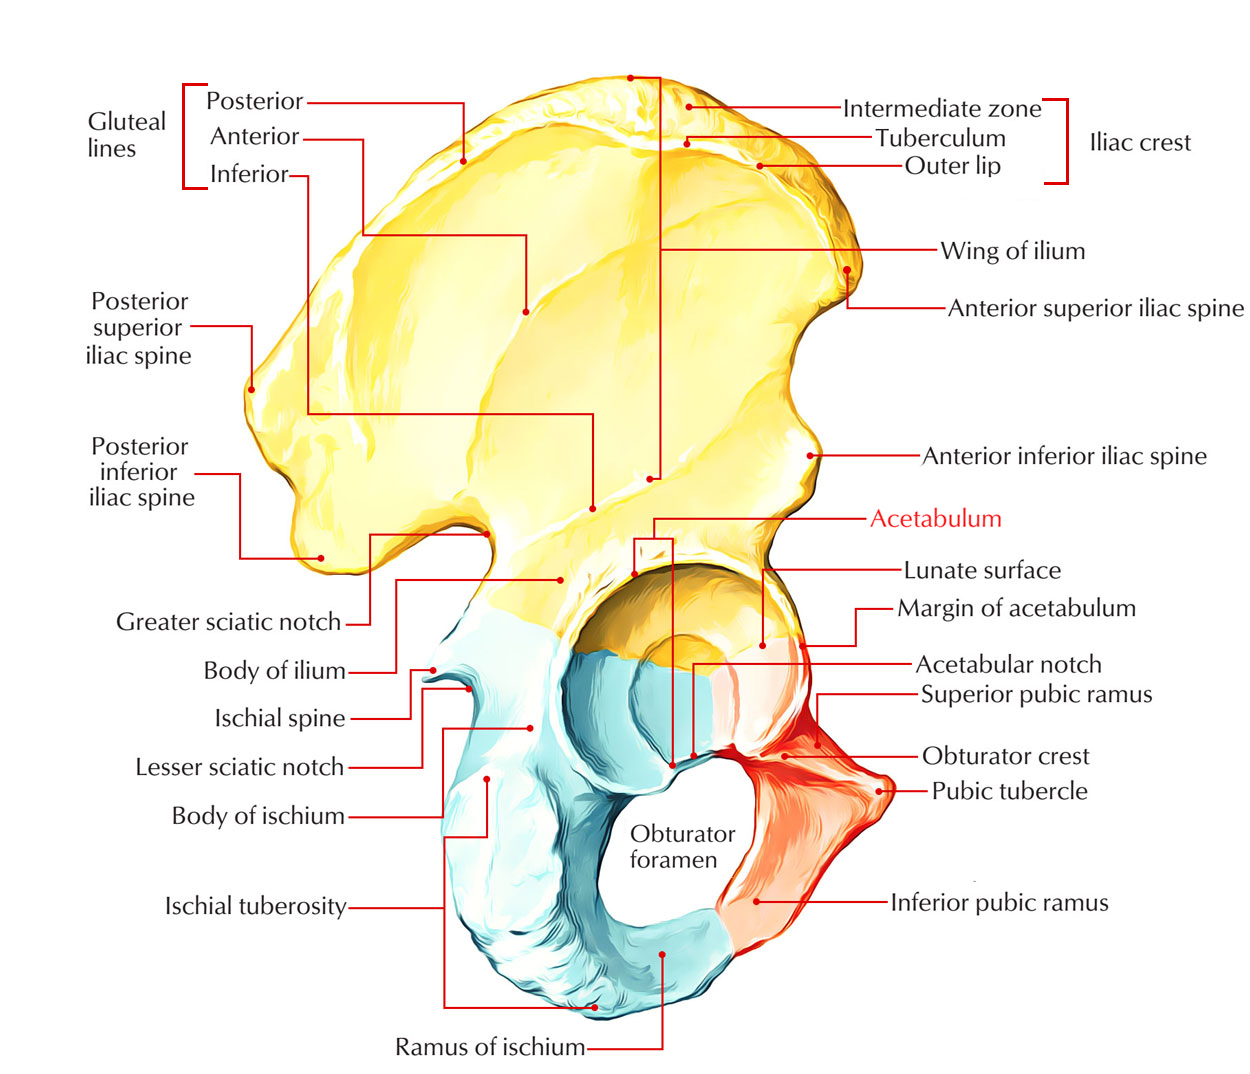 Gluteal
lines
Posterior
Anterior
Inferior
Intermediate zone
Tuberculum
Outer lip
Iliac crest
Wing of ilium
Anterior superior iliac spine
Posterior
superior
iliac spine
Posterior
inferior
iliac spine
Anterior inferior iliac spine
Acetabulum
Lunate surface
Margin of acetabulum
Acetabular notch
Superior pubic ramus
Obturator crest
Pubic tubercle
Greater sciatic notch
Body of ilium
Ischial spine
Lesser sciatic notch
Body of ischium
Ischial tuberosity
Obturator
foramen
Inferior pubic ramus
Ramus of ischium